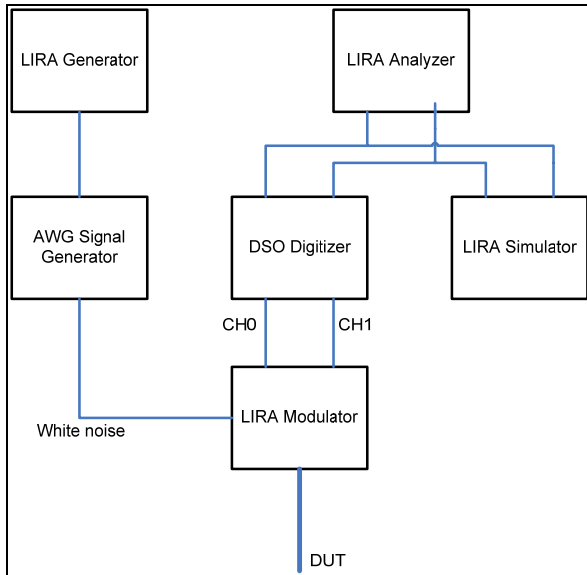 LIRA Generator
LIRA Analyzer
AWG Signal
Generator
DSO Digitizer
LIRA Simulator
CH0
CH1
LIRA Modulator
White noise
DUT